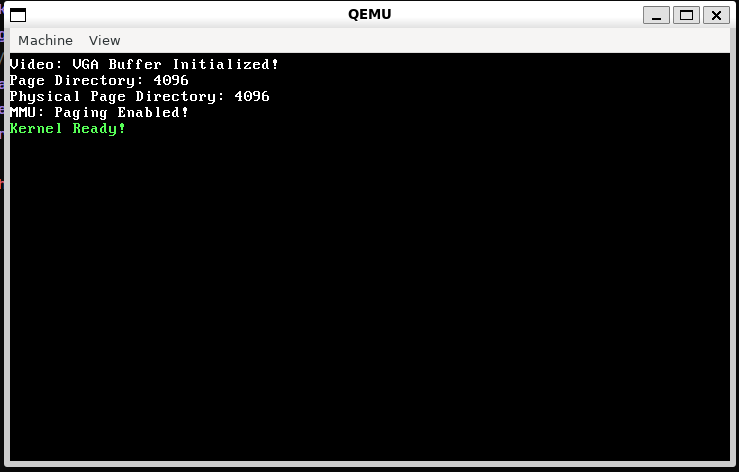 QEMU
Machine View
Video: VGA Buffer Initialized!
Page Directory: 4096
Physical Page Directory: 4096
MMU: Paging Enabled!
Kernel Ready!